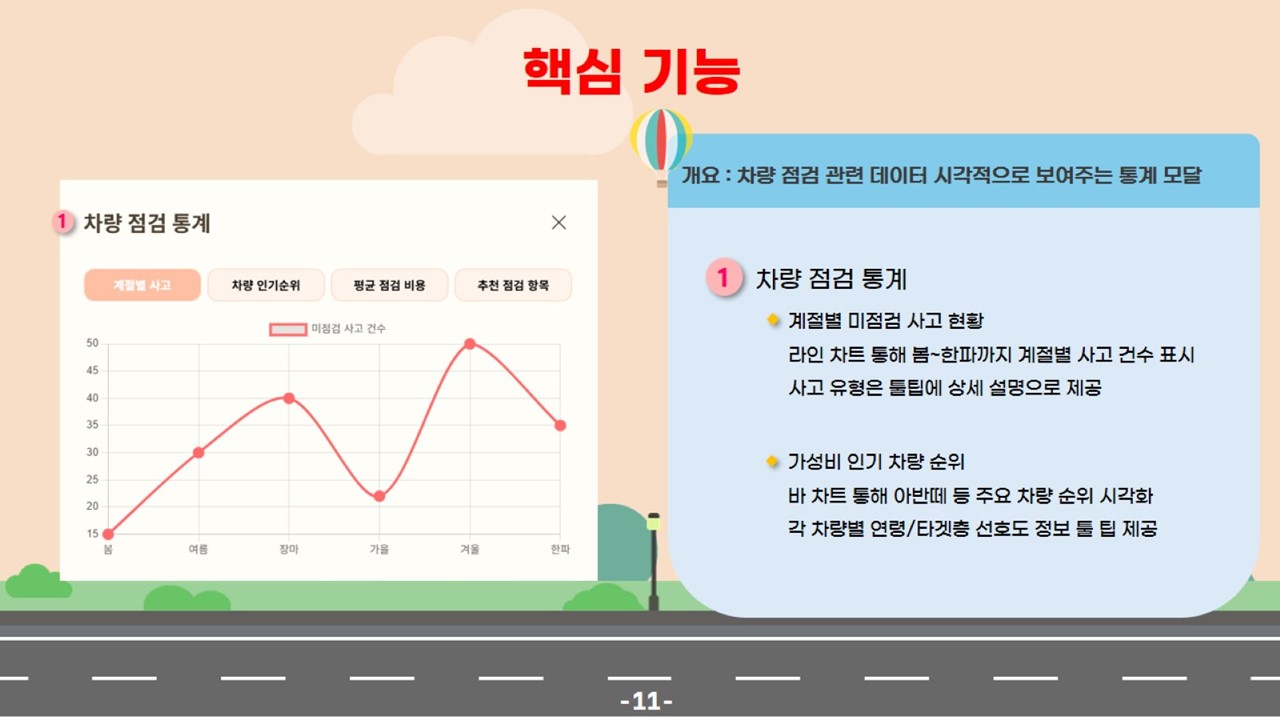 핵심 기능
1 차량 점검 통계
계절별 사고 차량 인기순위 평균 점검 비용 추천 점검 항목
미점검 사고 건수
50
45
40
35
30
25
20
15
봄 여름 장마 가을 겨울 한파
개요 : 차량 점검 관련 데이터 시각적으로 보여주는 통계 모달
1 차량 점검 통계
계절별 미점검 사고 현황
라인 차트 통해 봄~한파까지 계절별 사고 건수 표시
사고 유형은 툴팁에 상세 설명으로 제공
가성비 인기 차량 순위
바 차트 통해 아반떼 등 주요 차량 순위 시각화
각 차량별 연령/타겟층 선호도 정보 툴 팁 제공
-11-